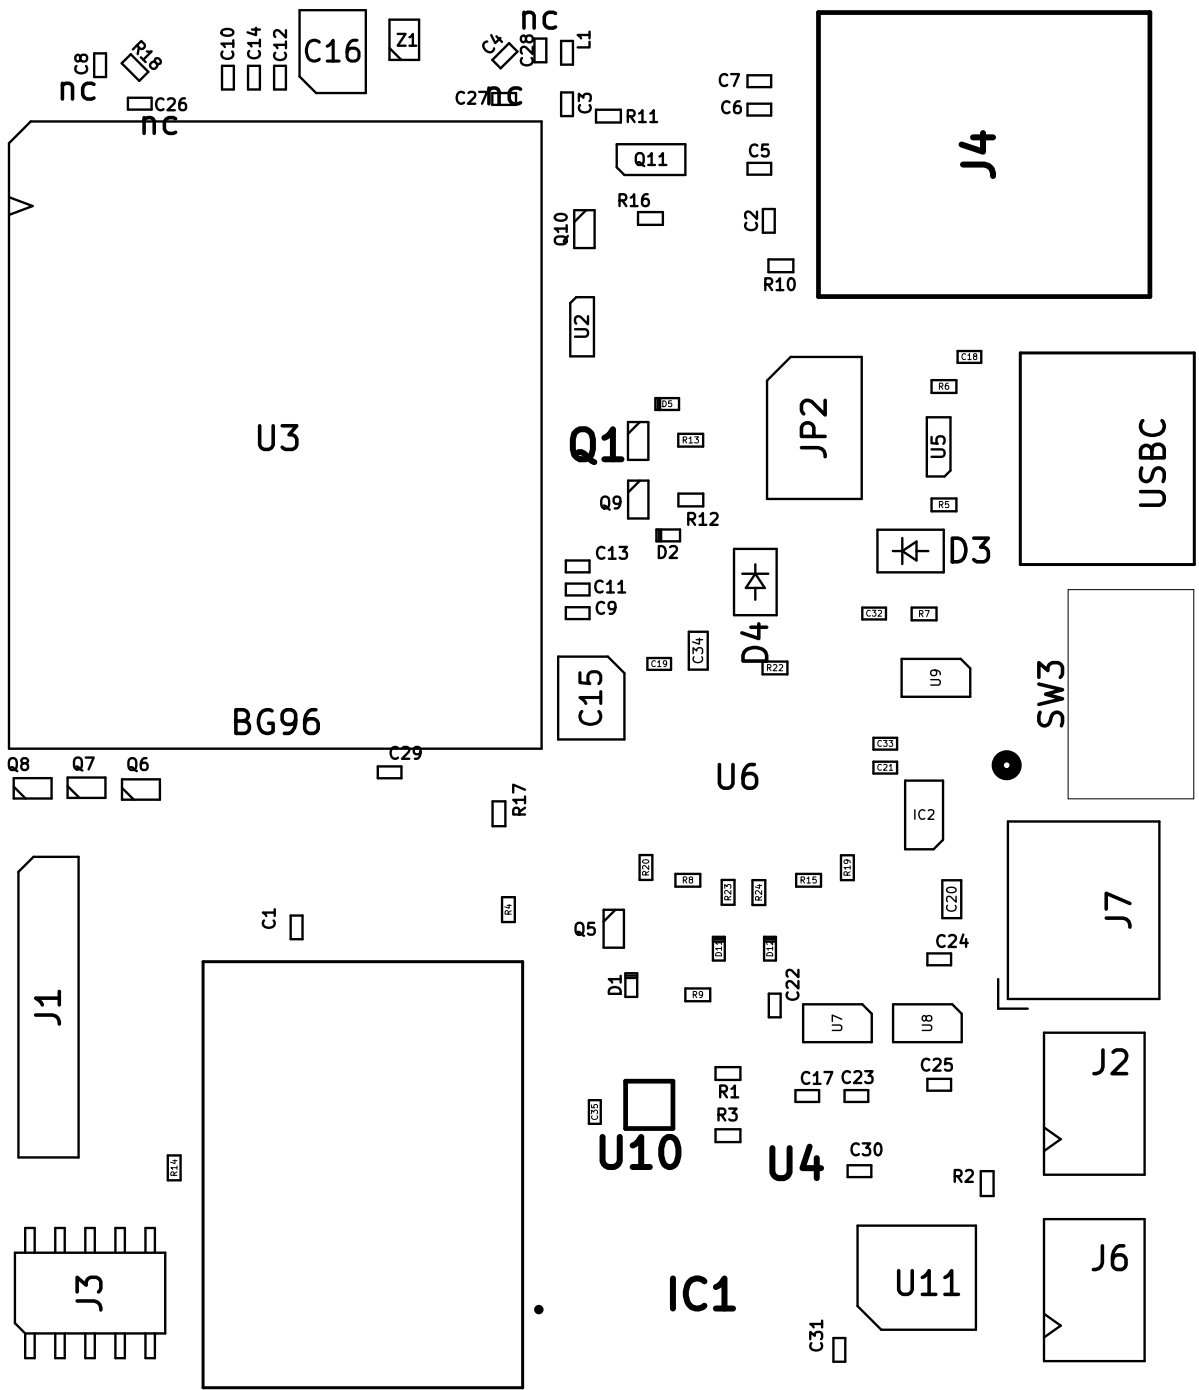 nc
C8
R18
nc
C26
nc
C10
C14
C12
C16
Z1
C4
C28
L1
C27
nc
C3
R11
Q11
R16
Q10
U2
C7
C6
C5
C2
R10
J4
U3
BG96
D5
Q1
R13
Q9
R12
D2
C13
C11
C9
JP2
C18
R6
U5
R5
USBC
D3
D4
C32
R7
C19
C34
R22
U9
SW3
C15
C33
C21
Q8
Q7
Q6
C29
R17
U6
IC2
R20
R8
R23
R24
R15
R19
C20
J7
C1
R4
Q5
D1
D11
D12
C24
R9
C22
U7
U8
J1
J2
C35
U10
R1
R3
C17
C23
C25
U4
C30
R2
R14
J3
IC1
U11
J6
C31